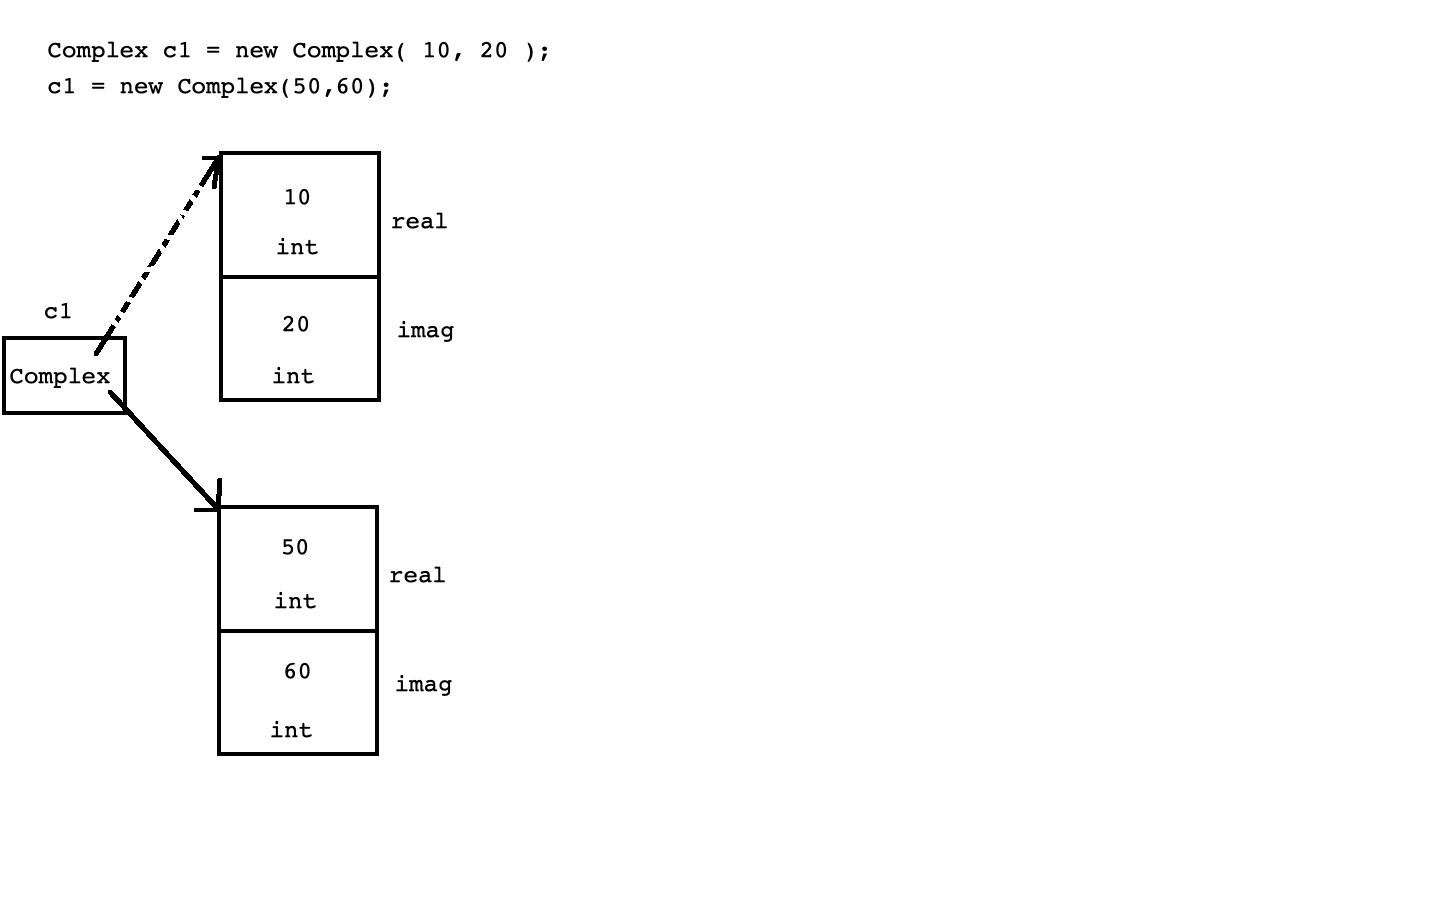 Complex c1 = new Complex( 10, 20 );
c1 = new Complex(50,60);
10
real
int
c1
20
imag
Complex
int
50
real
int
60
imag
int